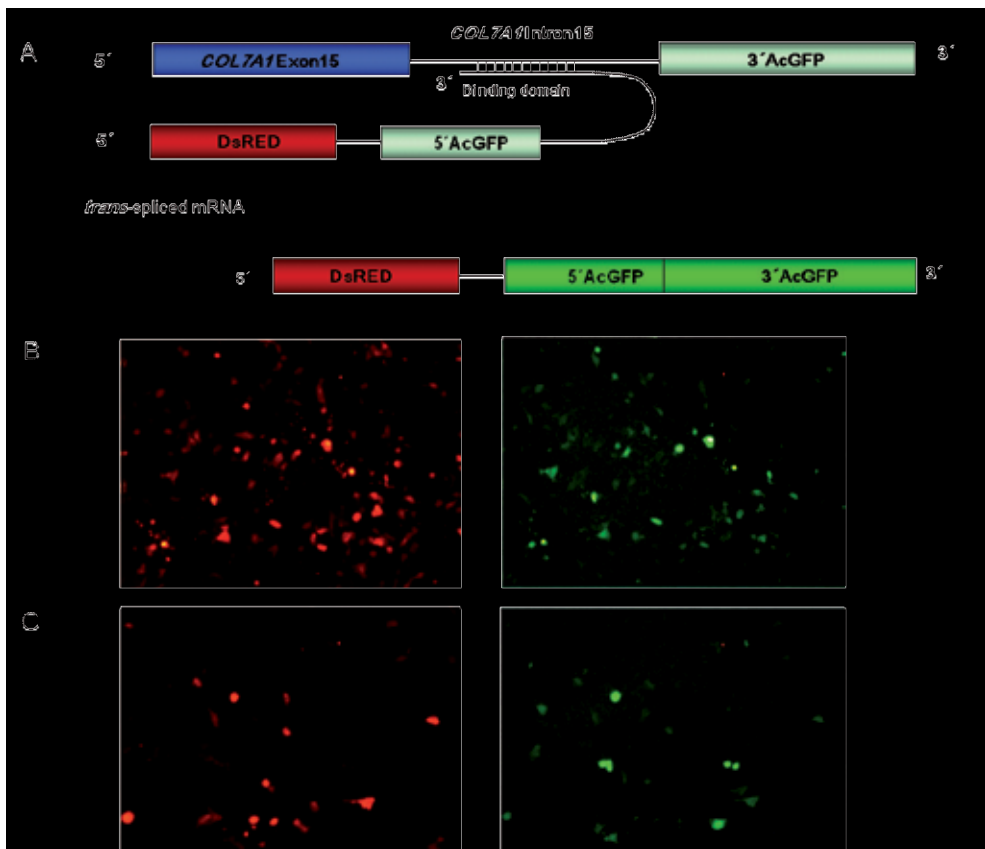 A
COL7A1 Intron15
5´ COL7A1 Exon15 3´AcGFP 3´
3´
Binding domain
5´ DsRED 5´AcGFP
trans-spliced mRNA
5´ DsRED 5´AcGFP 3´AcGFP 3´
B
C